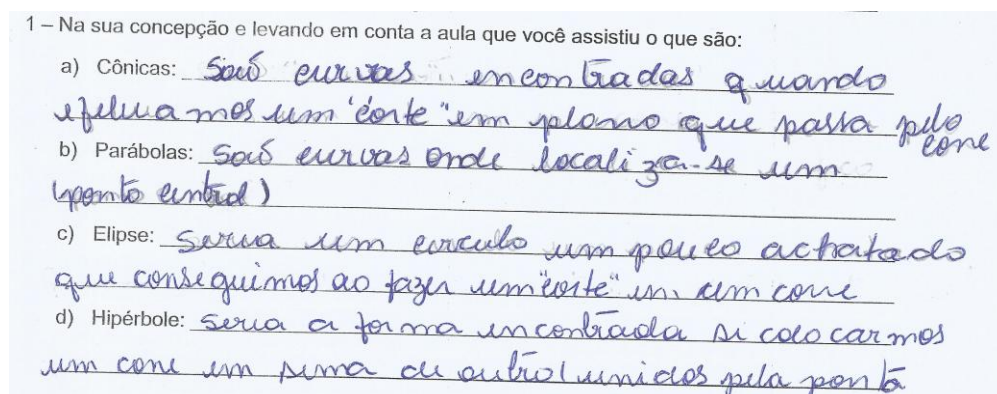 1 – Na sua concepção e levando em conta a aula que você assistiu o que são:
a) Cônicas: São curvas encontradas quando
efetuamos um "corte" em plano que passa pelo
cone
b) Parábolas: São curvas onde localiza-se um
(ponto central)
c) Elipse: Seria um circulo um pouco achatado
que conseguimos ao fazer um "corte" em um cone
d) Hipérbole: Seria a forma encontrada si colocarmos
um cone em sima de outro (unidos pela ponta